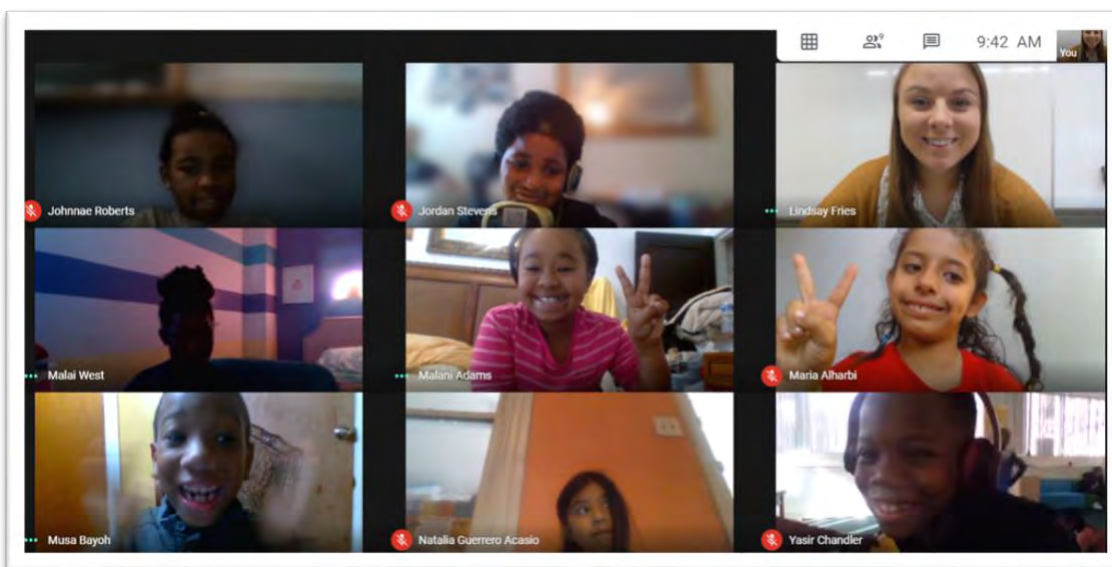 9
9:42 AM
You
Johnnae Roberts
Jordan Stevens
Lindsay Fries
Malai West
Malani Adams
Maria Alharbi
Musa Bayoh
Natalia Guerrero Acasio
Yasir Chandler